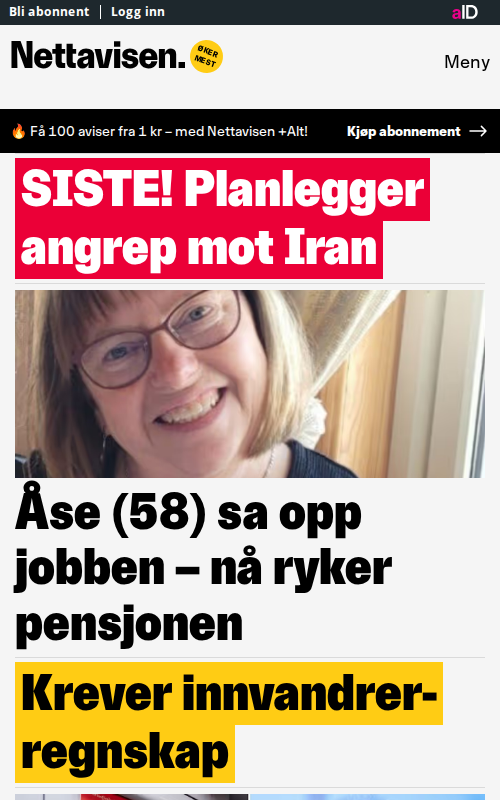 Bli abonnent | Logg inn
aID
Nettavisen.
ØKER
MEST
Meny
Få 100 aviser fra 1 kr – med Nettavisen +Alt!
Kjøp abonnement →
SISTE! Planlegger
angrep mot Iran
Åse (58) sa opp
jobben – nå ryker
pensjonen
Krever innvandrer-
regnskap